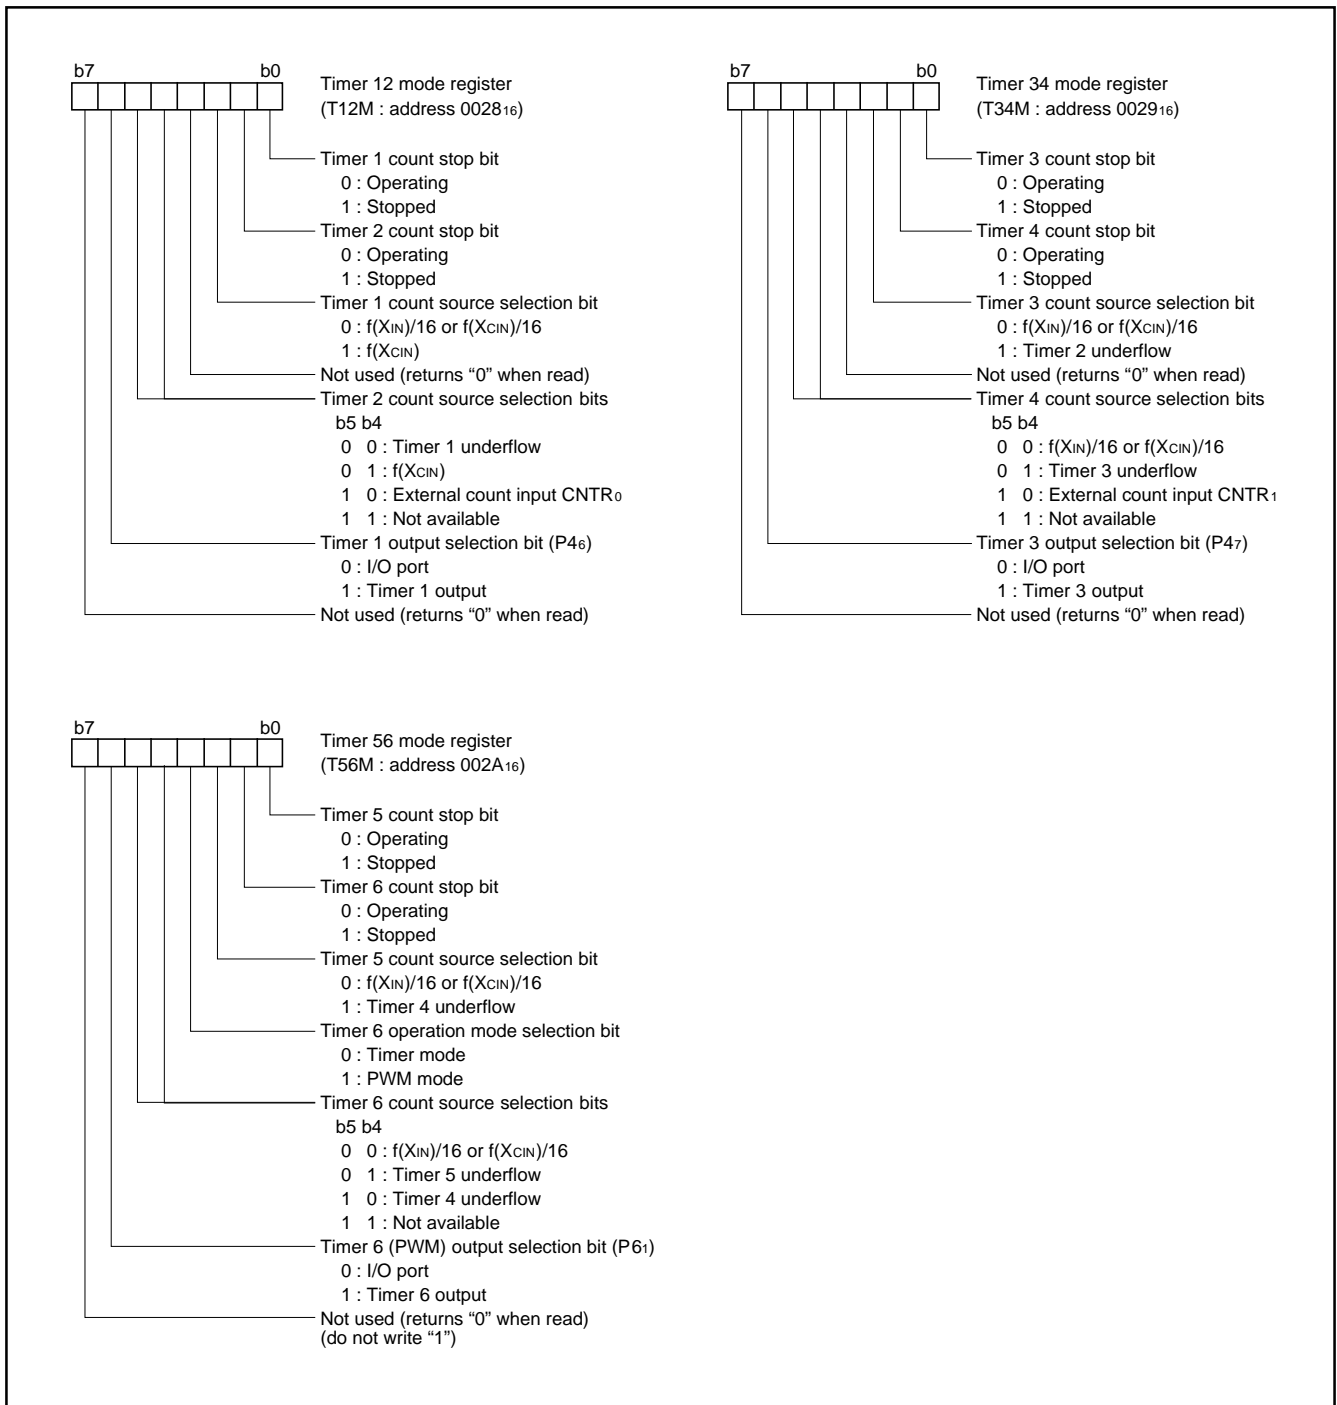 b7 b0
Timer 12 mode register
(T12M : address 002816)
Timer 1 count stop bit
0 : Operating
1 : Stopped
Timer 2 count stop bit
0 : Operating
1 : Stopped
Timer 1 count source selection bit
0 : f(XIN)/16 or f(XCIN)/16
1 : f(XCIN)
Not used (returns “0” when read)
Timer 2 count source selection bits
b5 b4
0 0 : Timer 1 underflow
0 1 : f(XCIN)
1 0 : External count input CNTR0
1 1 : Not available
Timer 1 output selection bit (P46)
0 : I/O port
1 : Timer 1 output
Not used (returns “0” when read)
b7 b0
Timer 34 mode register
(T34M : address 002916)
Timer 3 count stop bit
0 : Operating
1 : Stopped
Timer 4 count stop bit
0 : Operating
1 : Stopped
Timer 3 count source selection bit
0 : f(XIN)/16 or f(XCIN)/16
1 : Timer 2 underflow
Not used (returns “0” when read)
Timer 4 count source selection bits
b5 b4
0 0 : f(XIN)/16 or f(XCIN)/16
0 1 : Timer 3 underflow
1 0 : External count input CNTR1
1 1 : Not available
Timer 3 output selection bit (P47)
0 : I/O port
1 : Timer 3 output
Not used (returns “0” when read)
b7 b0
Timer 56 mode register
(T56M : address 002A16)
Timer 5 count stop bit
0 : Operating
1 : Stopped
Timer 6 count stop bit
0 : Operating
1 : Stopped
Timer 5 count source selection bit
0 : f(XIN)/16 or f(XCIN)/16
1 : Timer 4 underflow
Timer 6 operation mode selection bit
0 : Timer mode
1 : PWM mode
Timer 6 count source selection bits
b5 b4
0 0 : f(XIN)/16 or f(XCIN)/16
0 1 : Timer 5 underflow
1 0 : Timer 4 underflow
1 1 : Not available
Timer 6 (PWM) output selection bit (P61)
0 : I/O port
1 : Timer 6 output
Not used (returns “0” when read)
(do not write “1”)